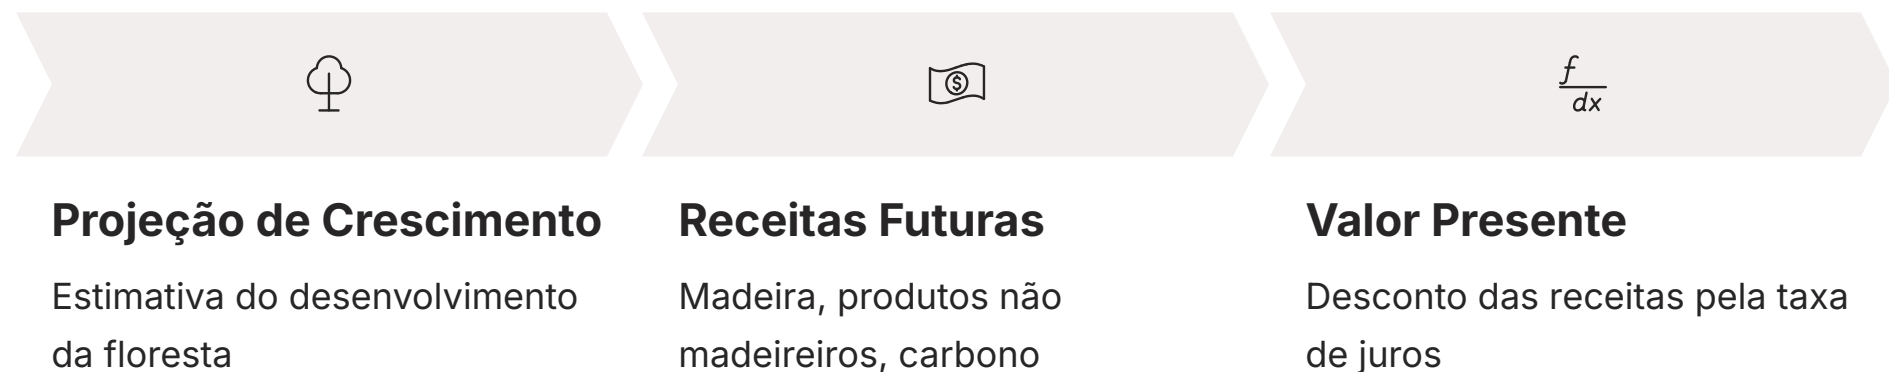 $
f
dx
Projeção de Crescimento
Estimativa do desenvolvimento
da floresta
Receitas Futuras
Madeira, produtos não
madeireiros, carbono
Valor Presente
Desconto das receitas pela taxa
de juros